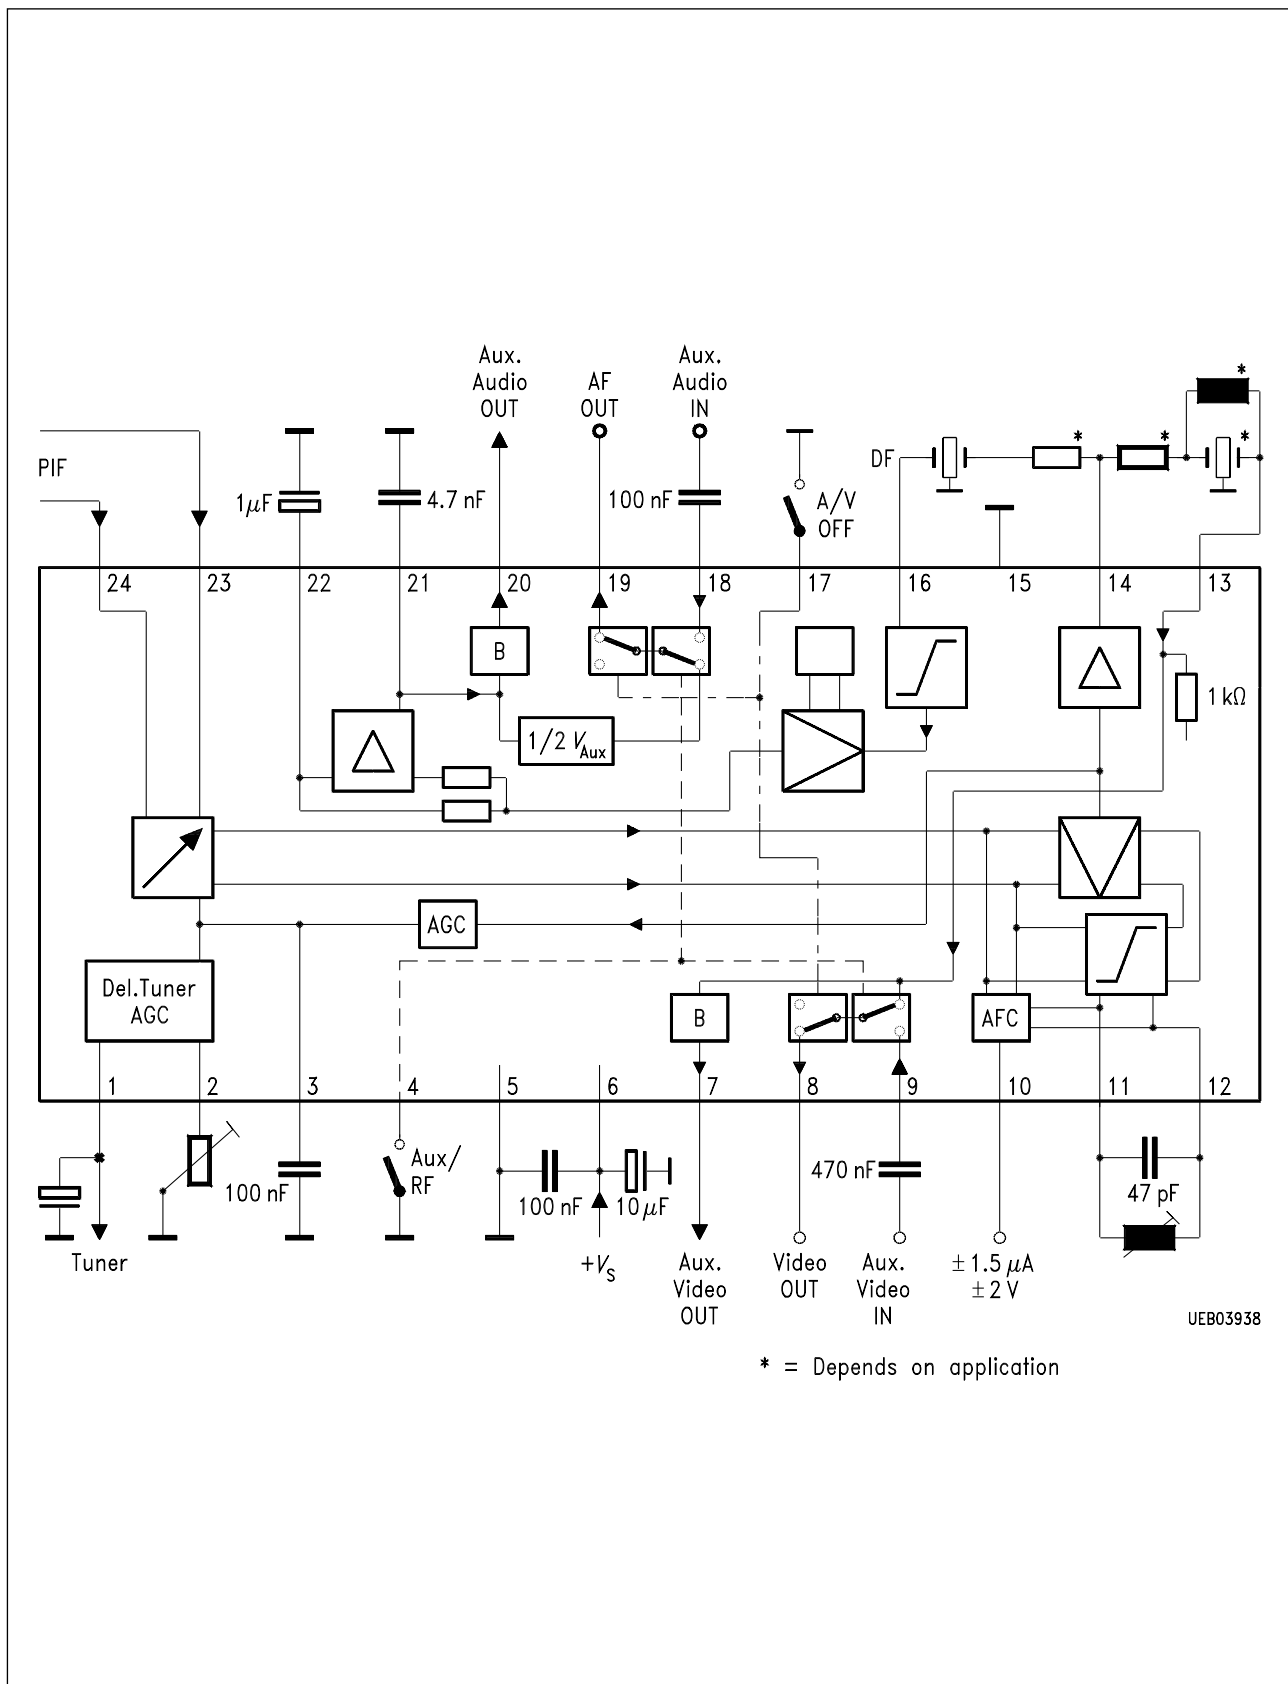 Aux.
Audio
OUT
AF
OUT
Aux.
Audio
IN
*
PIF
1μF
4.7 nF
100 nF
A/V
OFF
DF
*
*
*
24
23
22
21
20
19
18
17
16
15
14
13
B
1/2 VAux
1 kΩ
AGC
Del.Tuner
AGC
B
AFC
1
2
3
4
5
6
7
8
9
10
11
12
100 nF
Aux/
RF
100 nF
10μF
470 nF
47 pF
Tuner
+VS
Aux.
Video
OUT
Video
OUT
Aux.
Video
IN
± 1.5 μA
± 2 V
UEB03938
* = Depends on application